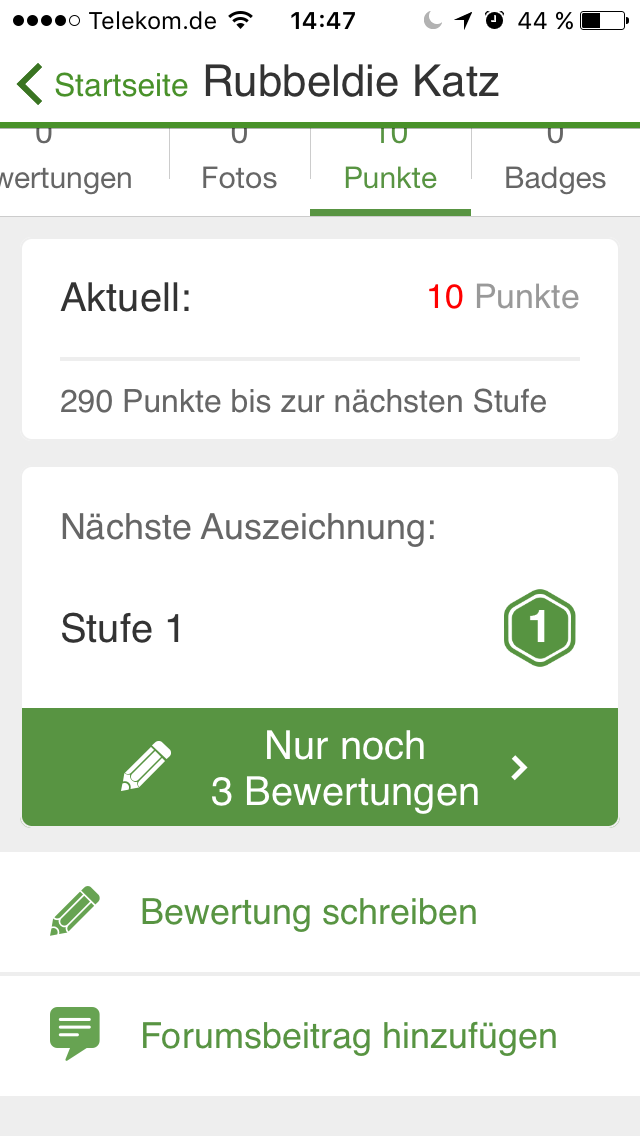 Telekom.de 14:47 44 %
Startseite Rubbeldie Katz
0 0 10 0
wertungen Fotos Punkte Badges
Aktuell: 10 Punkte
290 Punkte bis zur nächsten Stufe
Nächste Auszeichnung:
Stufe 1 1
Nur noch
3 Bewertungen
Bewertung schreiben
Forumsbeitrag hinzufügen